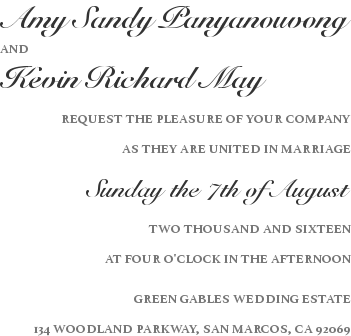 Amy Sandy Panyanouvong
AND
Kevin Richard May
REQUEST THE PLEASURE OF YOUR COMPANY
AS THEY ARE UNITED IN MARRIAGE
Sunday the 7th of August
TWO THOUSAND AND SIXTEEN
AT FOUR O'CLOCK IN THE AFTERNOON
GREEN GABLES WEDDING ESTATE
134 WOODLAND PARKWAY, SAN MARCOS, CA 92069